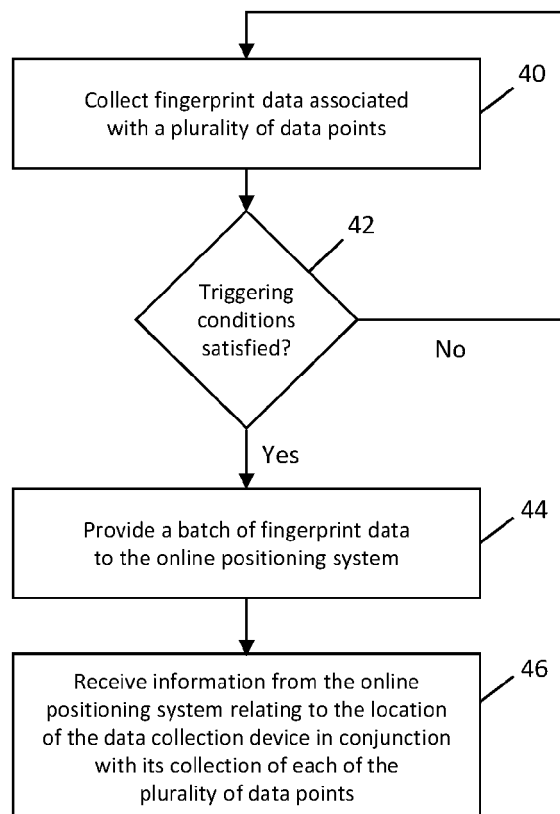 Collect fingerprint data associated
with a plurality of data points
40
42
Triggering
conditions
satisfied?
No
Yes
Provide a batch of fingerprint data
to the online positioning system
44
Receive information from the online
positioning system relating to the location
of the data collection device in conjunction
with its collection of each of the
plurality of data points
46